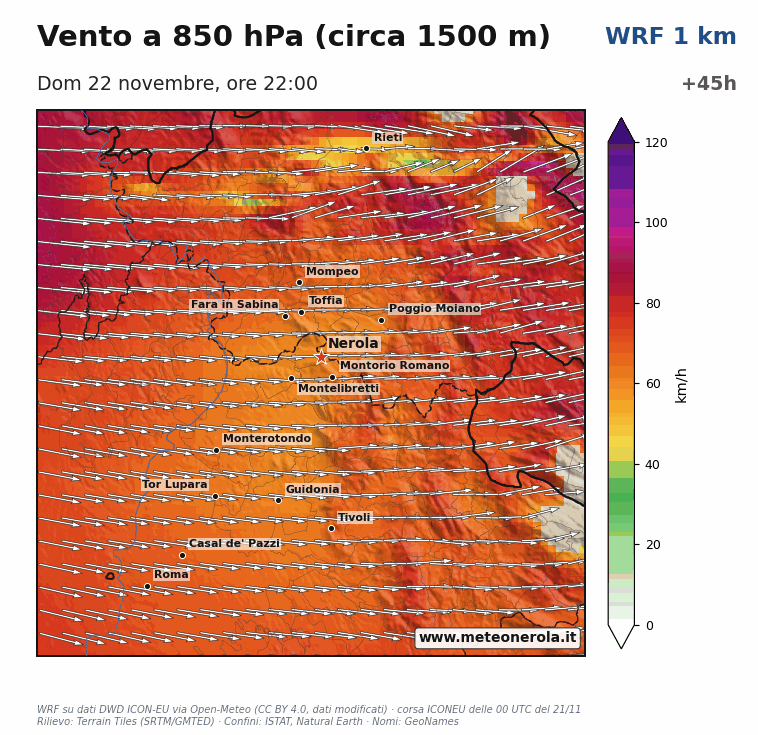 Vento a 850 hPa (circa 1500 m)
WRF 1 km
Dom 22 novembre, ore 22:00
+45h
Rieti
Mompeo
Toffia
Fara in Sabina
Poggio Moiano
Nerola
Montorio Romano
Montelibretti
Monterotondo
Tor Lupara
Guidonia
Tivoli
Casal de' Pazzi
Roma
www.meteonerola.it
120
100
80
60
40
20
0
km/h
WRF su dati DWD ICON-EU via Open-Meteo (CC BY 4.0, dati modificati) · corsa ICONEU delle 00 UTC del 21/11
Rilievo: Terrain Tiles (SRTM/GMTED) · Confini: ISTAT, Natural Earth · Nomi: GeoNames